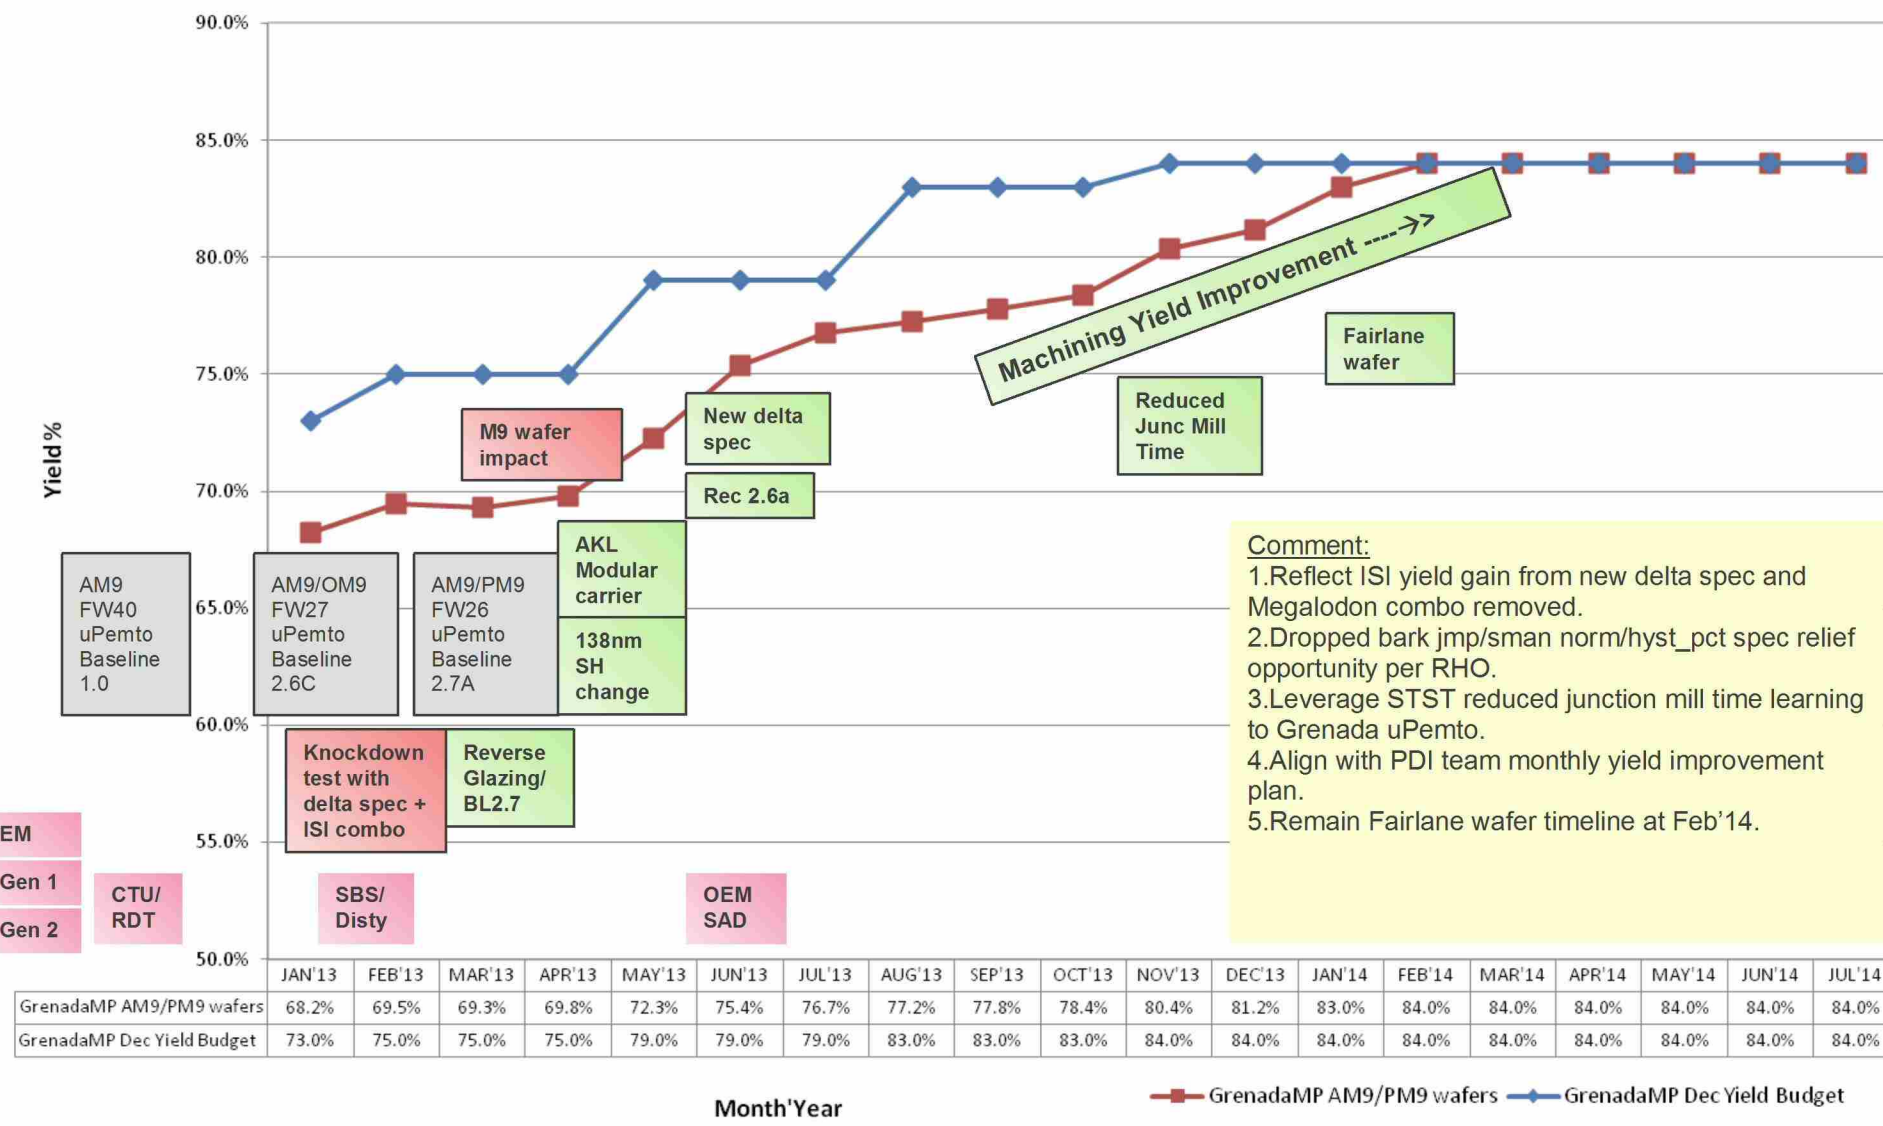 90.0%
85.0%
80.0%
75.0%
70.0%
65.0%
60.0%
55.0%
50.0%
Yield%
Machining Yield Improvement ---->>
Fairlane
wafer
Reduced
Junc Mill
Time
M9 wafer
impact
New delta
spec
Rec 2.6a
AKL
Modular
carrier
138nm
SH
change
AM9
FW40
uPemto
Baseline
1.0
AM9/OM9
FW27
uPemto
Baseline
2.6C
AM9/PM9
FW26
uPemto
Baseline
2.7A
Knockdown
test with
delta spec +
ISI combo
Reverse
Glazing/
BL2.7
EM
Gen 1
Gen 2
CTU/
RDT
SBS/
Disty
OEM
SAD
Comment:
1.Reflect ISI yield gain from new delta spec and
Megalodon combo removed.
2.Dropped bark jmp/sman norm/hyst_pct spec relief
opportunity per RHO.
3.Leverage STST reduced junction mill time learning
to Grenada uPemto.
4.Align with PDI team monthly yield improvement
plan.
5.Remain Fairlane wafer timeline at Feb’14.
JAN'13 FEB'13 MAR'13 APR'13 MAY'13 JUN'13 JUL'13 AUG'13 SEP'13 OCT'13 NOV'13 DEC'13 JAN'14 FEB'14 MAR'14 APR'14 MAY'14 JUN'14 JUL'14
GrenadaMP AM9/PM9 wafers 68.2% 69.5% 69.3% 69.8% 72.3% 75.4% 76.7% 77.2% 77.8% 78.4% 80.4% 81.2% 83.0% 84.0% 84.0% 84.0% 84.0% 84.0% 84.0%
GrenadaMP Dec Yield Budget 73.0% 75.0% 75.0% 75.0% 79.0% 79.0% 79.0% 83.0% 83.0% 83.0% 84.0% 84.0% 84.0% 84.0% 84.0% 84.0% 84.0% 84.0% 84.0%
GrenadaMP AM9/PM9 wafers GrenadaMP Dec Yield Budget
Month'Year